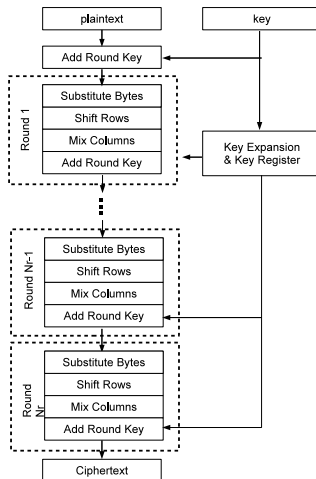 plaintext
key
Add Round Key
Round 1
Substitute Bytes
Shift Rows
Mix Columns
Add Round Key
Key Expansion
& Key Register
Round Nr-1
Substitute Bytes
Shift Rows
Mix Columns
Add Round Key
Round
Nr
Substitute Bytes
Shift Rows
Mix Columns
Add Round Key
Ciphertext